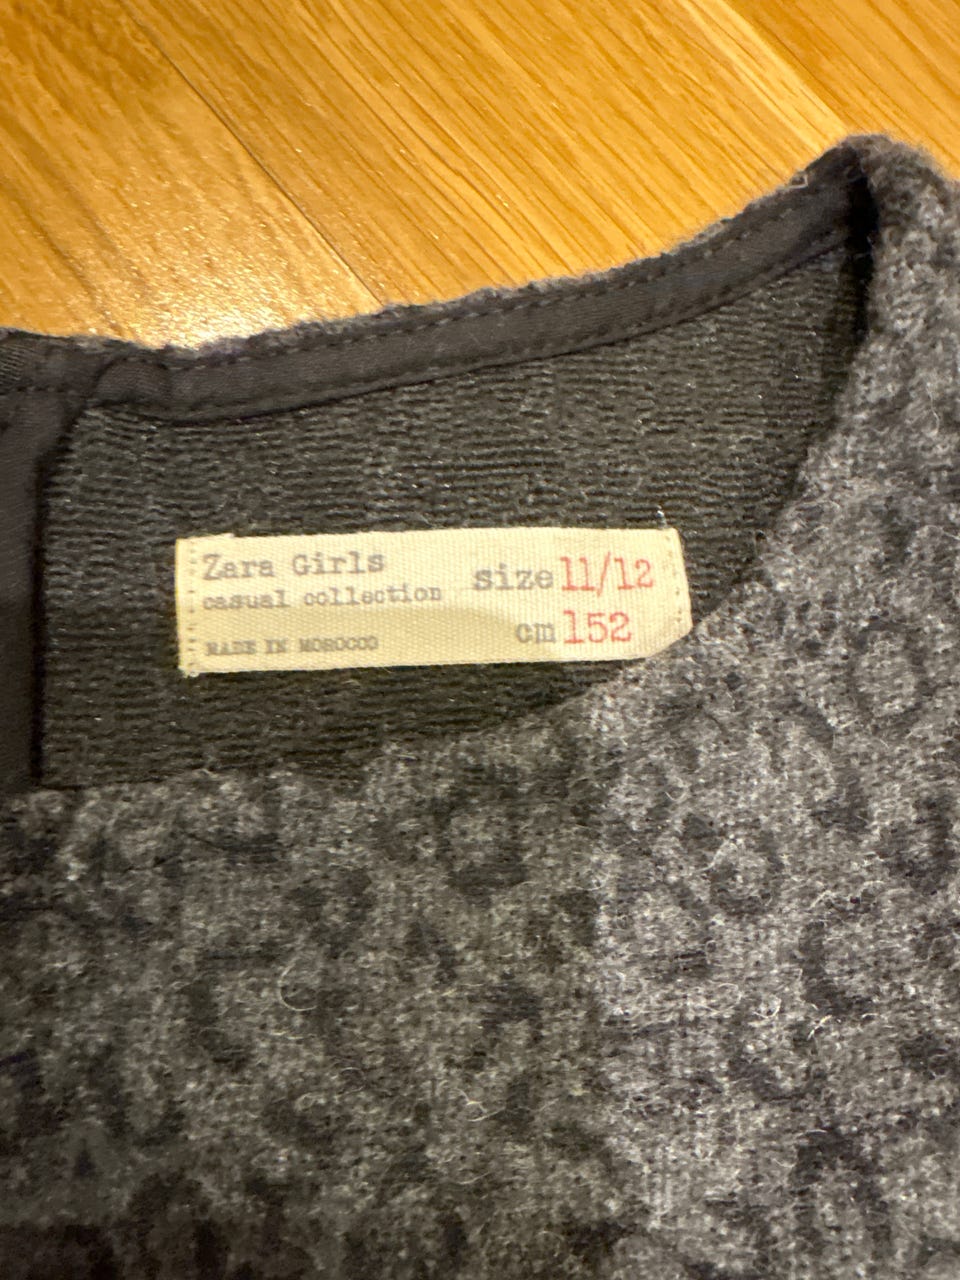 Zara Girls
casual collection
MADE IN MOROCCO
size 11/12
cm 152